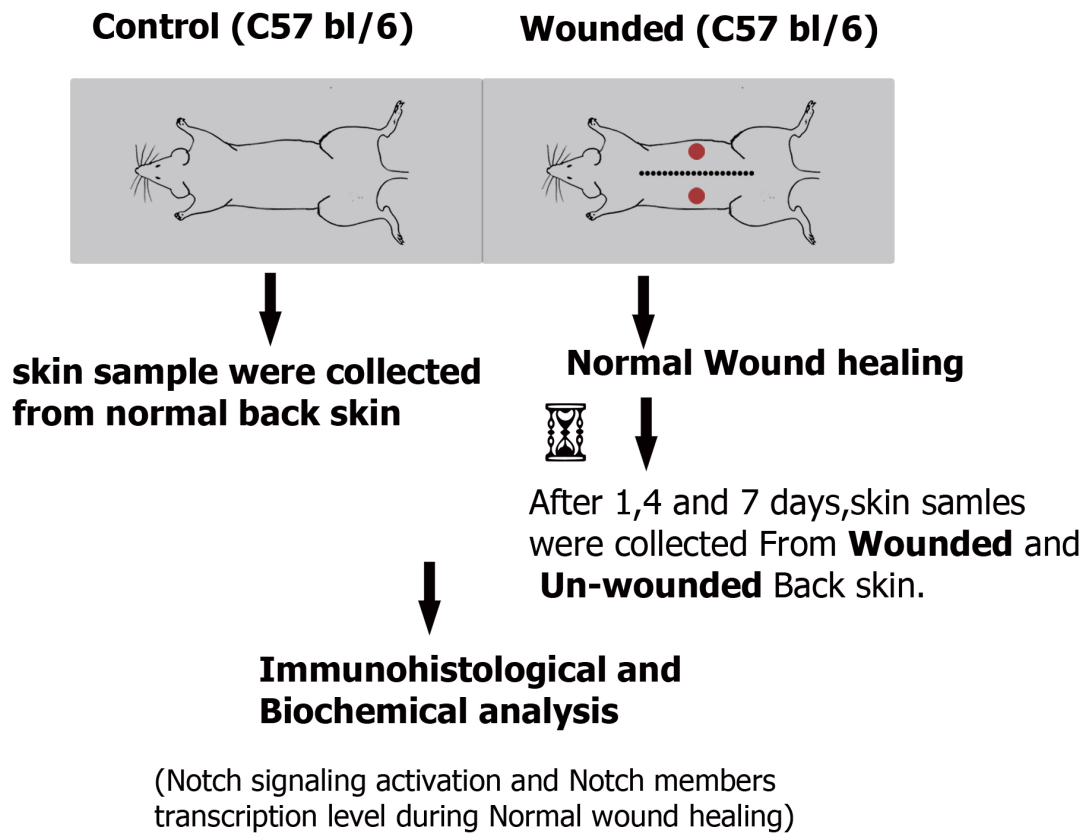 Control (C57 bl/6)
Wounded (C57 bl/6)
skin sample were collected
from normal back skin
Normal Wound healing
After 1,4 and 7 days,skin samles
were collected From Wounded and
Un-wounded Back skin.
Immunohistological and
Biochemical analysis
(Notch signaling activation and Notch members
transcription level during Normal wound healing)